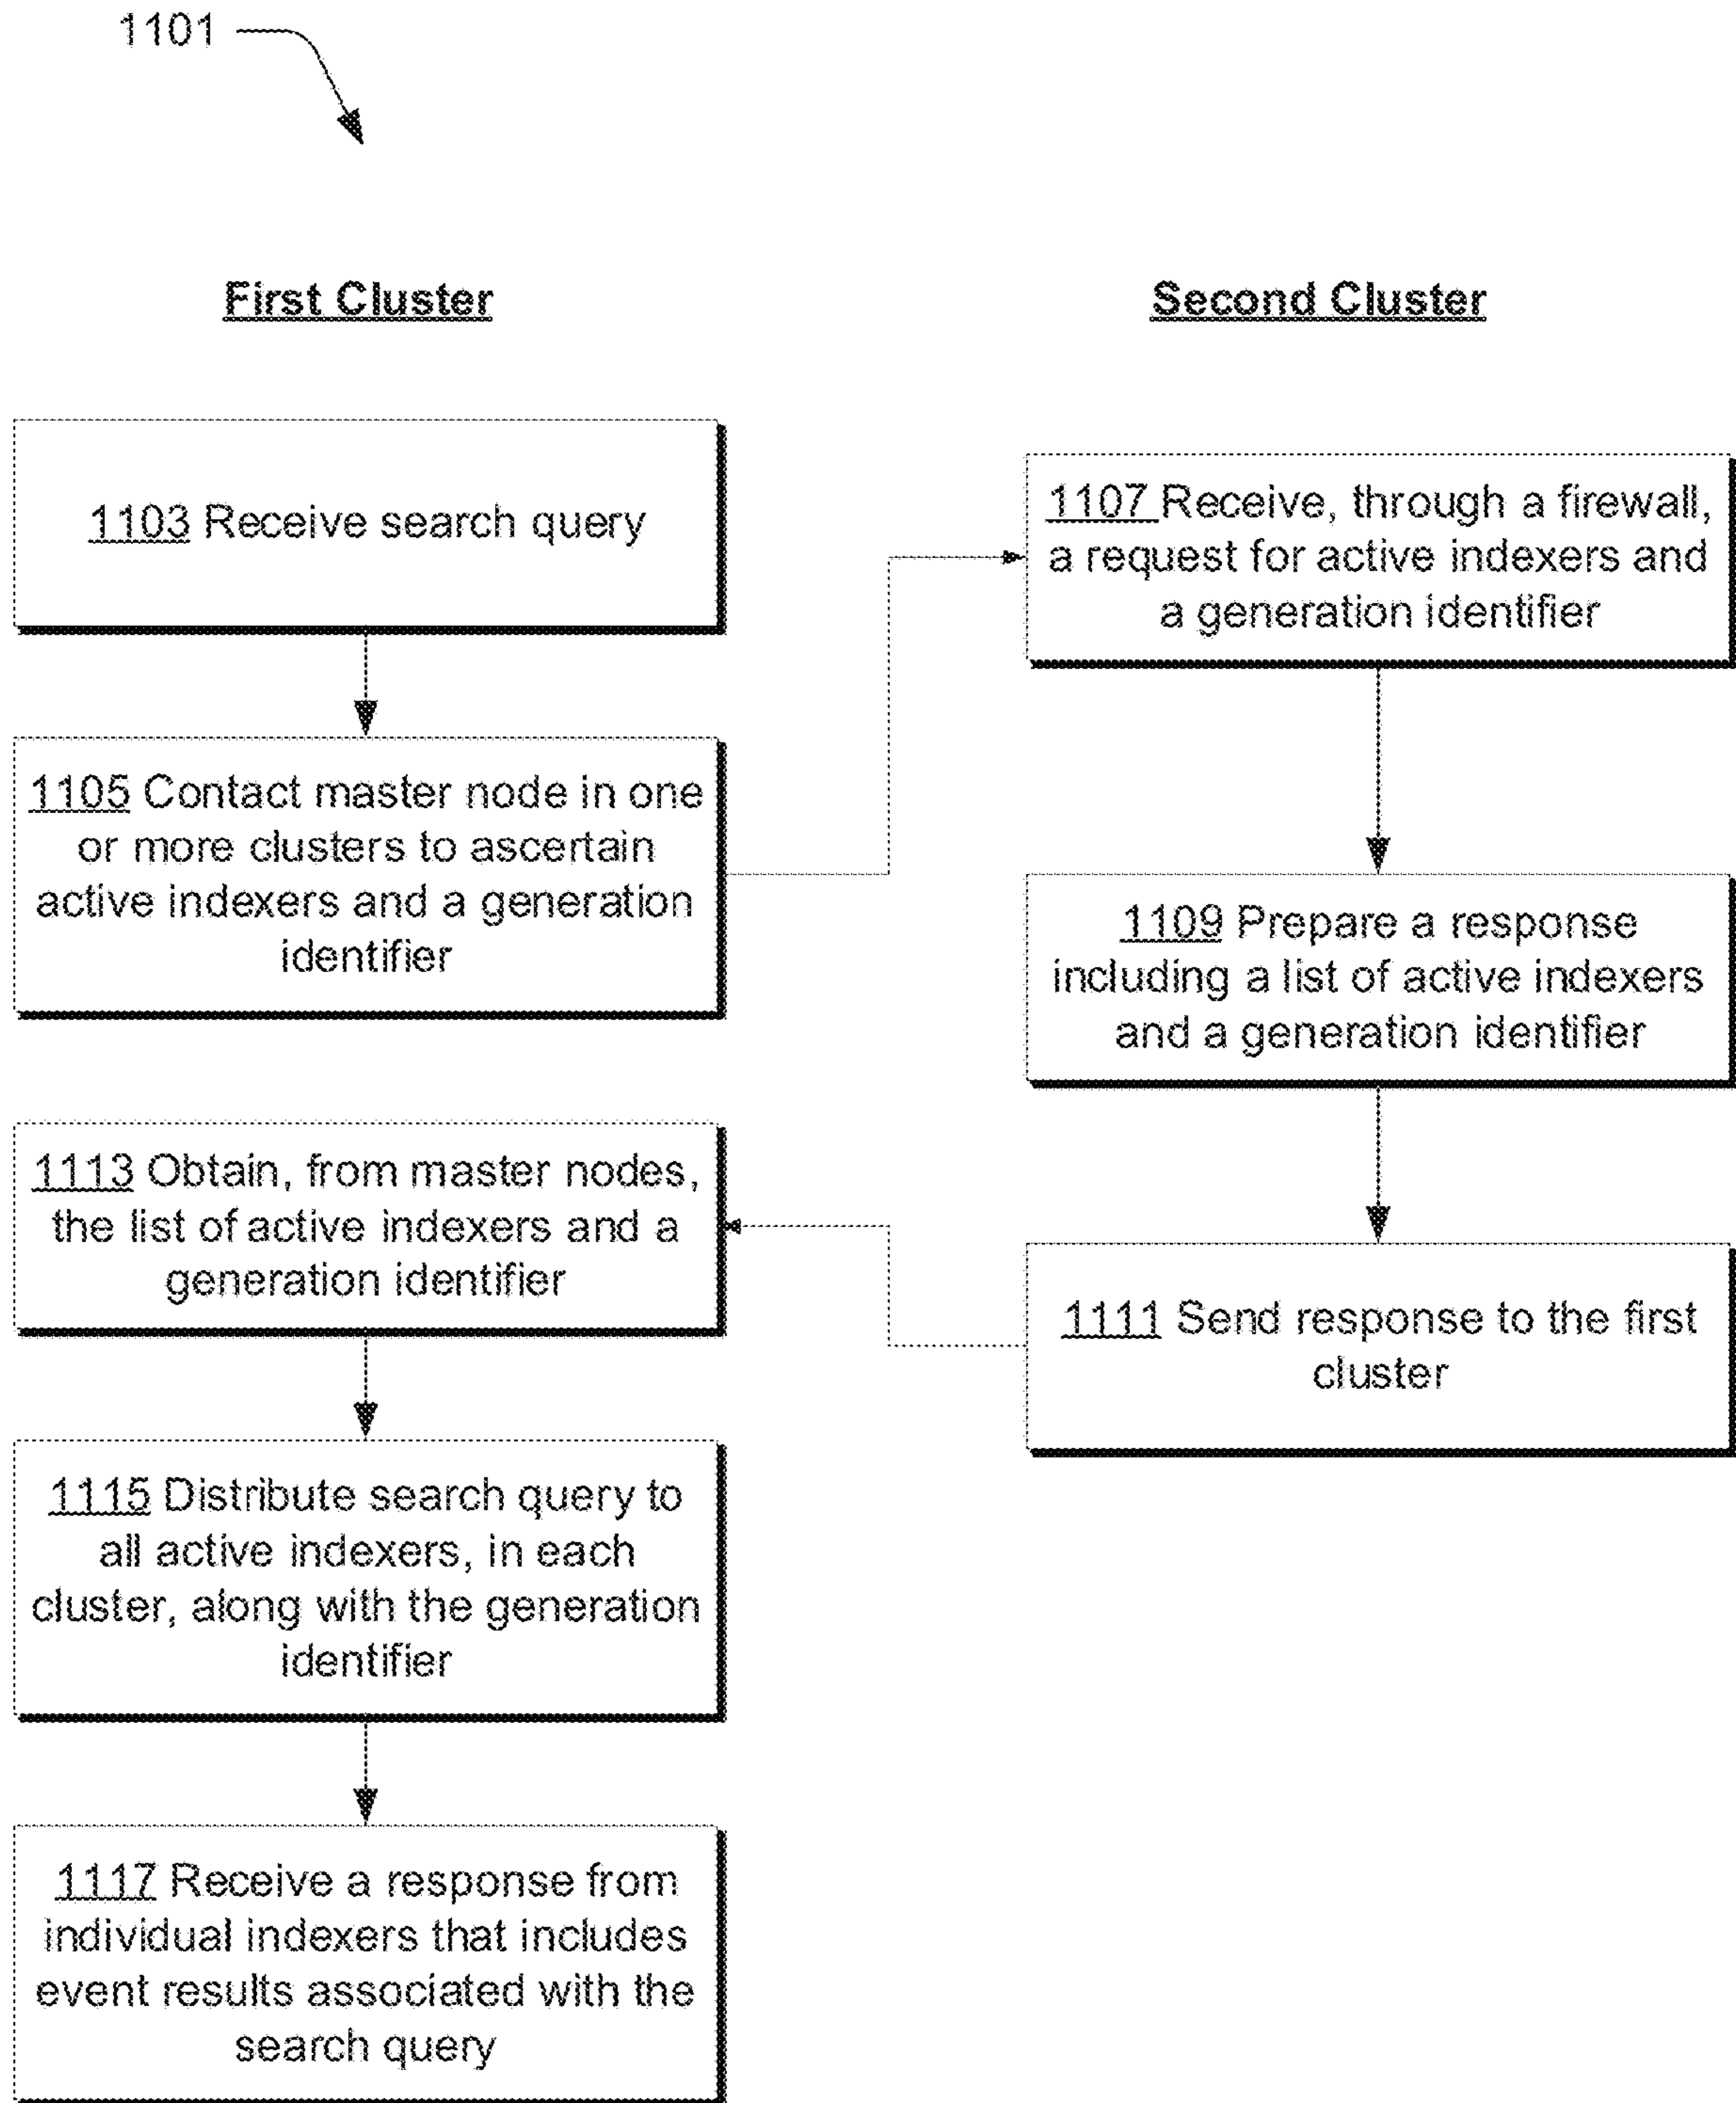 1101
First Cluster
Second Cluster
1103 Receive search query
1105 Contact master node in one
or more clusters to ascertain
active indexers and a generation
identifier
1107 Receive, through a firewall,
a request for active indexers and
a generation identifier
1109 Prepare a response
including a list of active indexers
and a generation identifier
1111 Send response to the first
cluster
1113 Obtain, from master nodes,
the list of active indexers and a
generation identifier
1115 Distribute search query to
all active indexers, in each
cluster, along with the generation
identifier
1117 Receive a response from
individual indexers that includes
event results associated with the
search query